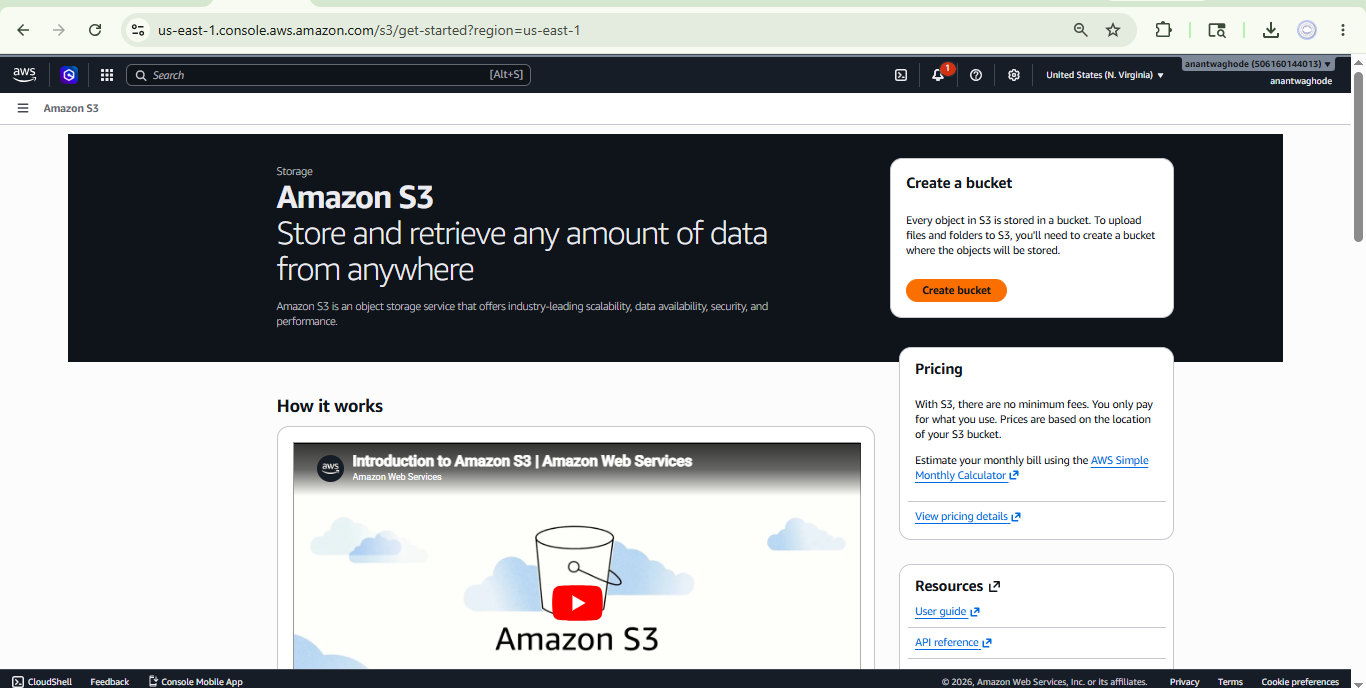 us-east-1.console.aws.amazon.com/s3/get-started?region=us-east-1
aws
Search
[Alt+S]
1
United States (N. Virginia) ▼
anantwaghode (506160144013) ▼
anantwaghode
Amazon S3
Storage
Amazon S3
Store and retrieve any amount of data
from anywhere
Amazon S3 is an object storage service that offers industry-leading scalability, data availability, security, and
performance.
Create a bucket
Every object in S3 is stored in a bucket. To upload
files and folders to S3, you'll need to create a bucket
where the objects will be stored.
Create bucket
Pricing
With S3, there are no minimum fees. You only pay
for what you use. Prices are based on the location
of your S3 bucket.
Estimate your monthly bill using the AWS Simple
Monthly Calculator
View pricing details
How it works
aws
Introduction to Amazon S3 | Amazon Web Services
Amazon Web Services
Amazon S3
Resources
User guide
API reference
CloudShell
Feedback
Console Mobile App
© 2026, Amazon Web Services, Inc. or its affiliates.
Privacy
Terms
Cookie preferences